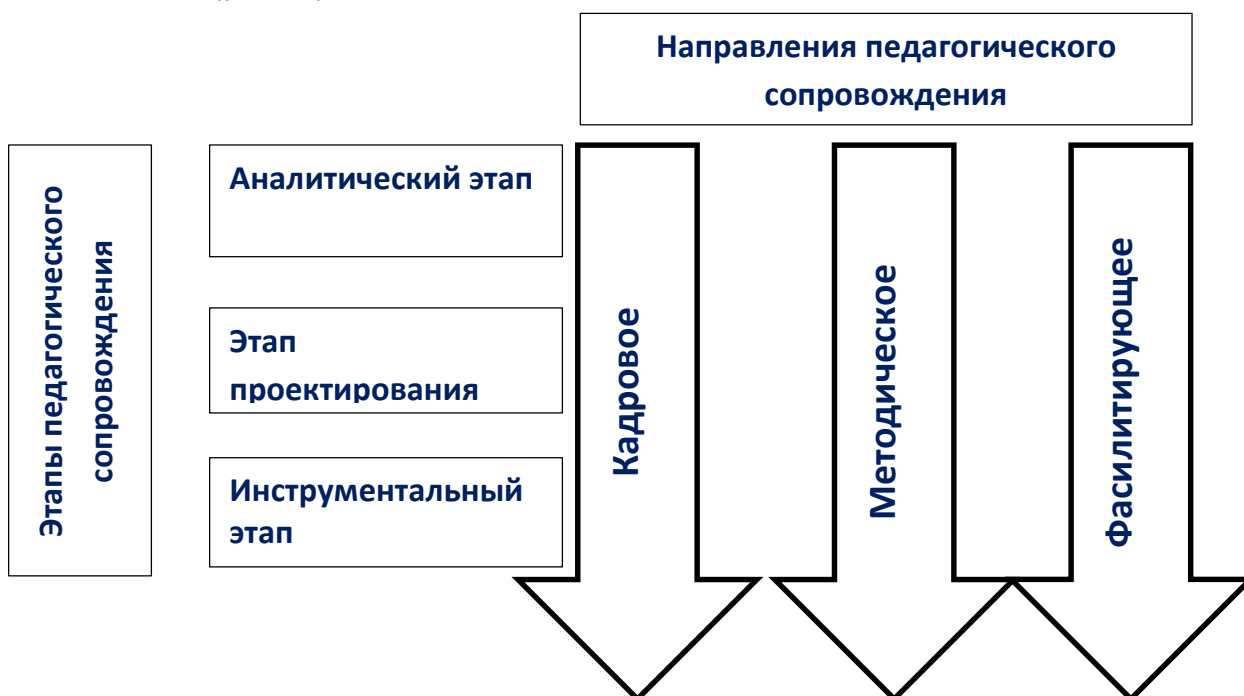 Направления педагогического
сопровождения
Этапы педагогического
сопровождения
Аналитический этап
Этап
проектирования
Инструментальный
этап
Кадровое
Методическое
Фасилитирующее